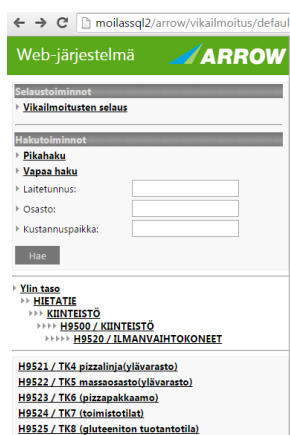 moilassql2/arrow/vikailmoitus/defaul
Web-järjestelmä ARROW
Selaustoiminnot
Vikailmoitusten selaus
Hakutoiminnot
Pikahaku
Vapaa haku
Laitetunnus:
Osasto:
Kustannuspaikka:
Hae
Ylin taso
HIETATIE
KIINTEISTÖ
H9500 / KIINTEISTÖ
H9520 / ILMANVAIHTOKONEET
H9521 / TK4 pizzalinja(ylävarasto)
H9522 / TK5 massaosasto(ylävarasto)
H9523 / TK6 (pizzapakkaamo)
H9524 / TK7 (toimistotilat)
H9525 / TK8 (gluteeniton tuotantotila)